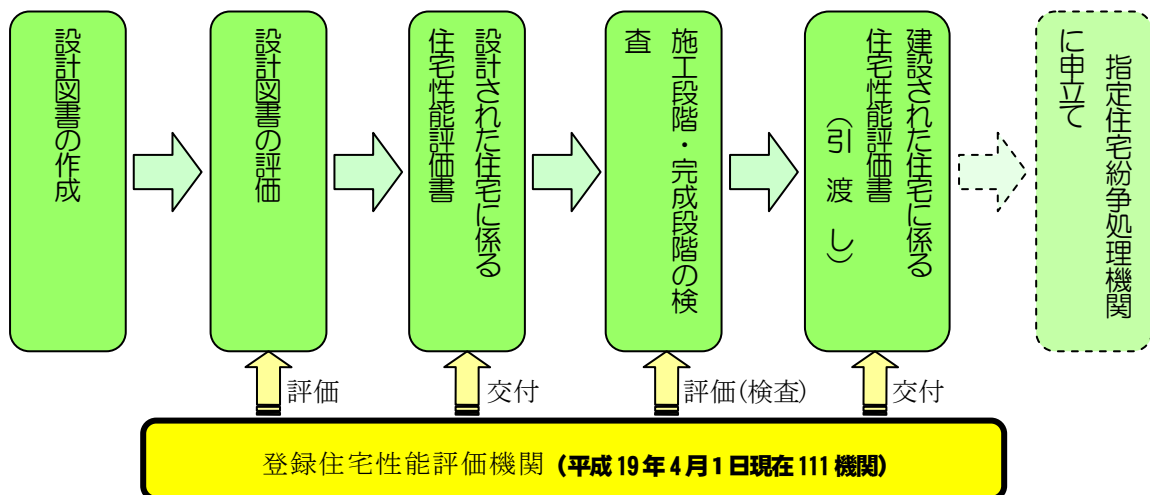 設計図書の作成
設計図書の評価
設計された住宅に係る
住宅性能評価書
施工段階・完成段階の検
査
建設された住宅に係る
住宅性能評価書
(引 渡 し)
指定住宅紛争処理機関
に申立て
評価
交付
評価(検査)
交付
登録住宅性能評価機関 (平成19年4月1日現在111機関)